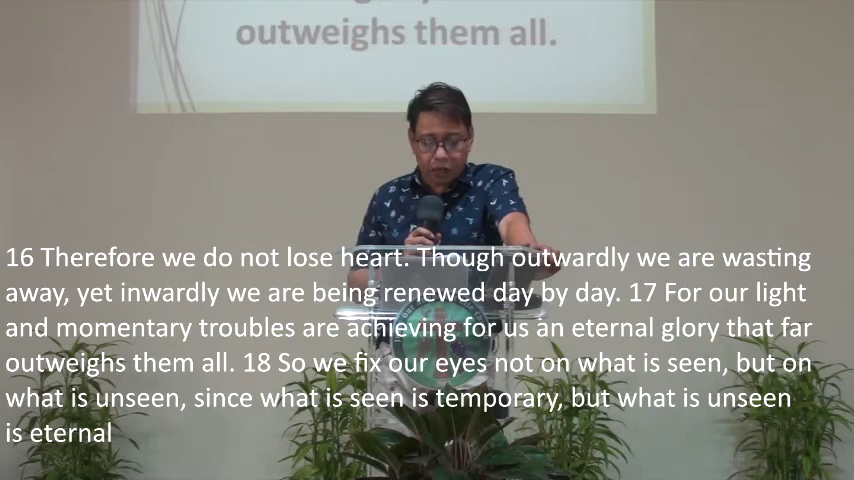 outweighs them all.
16 Therefore we do not lose heart. Though outwardly we are wasting
away, yet inwardly we are being renewed day by day. 17 For our light
and momentary troubles are achieving for us an eternal glory that far
outweighs them all. 18 So we fix our eyes not on what is seen, but on
what is unseen, since what is seen is temporary, but what is unseen
is eternal